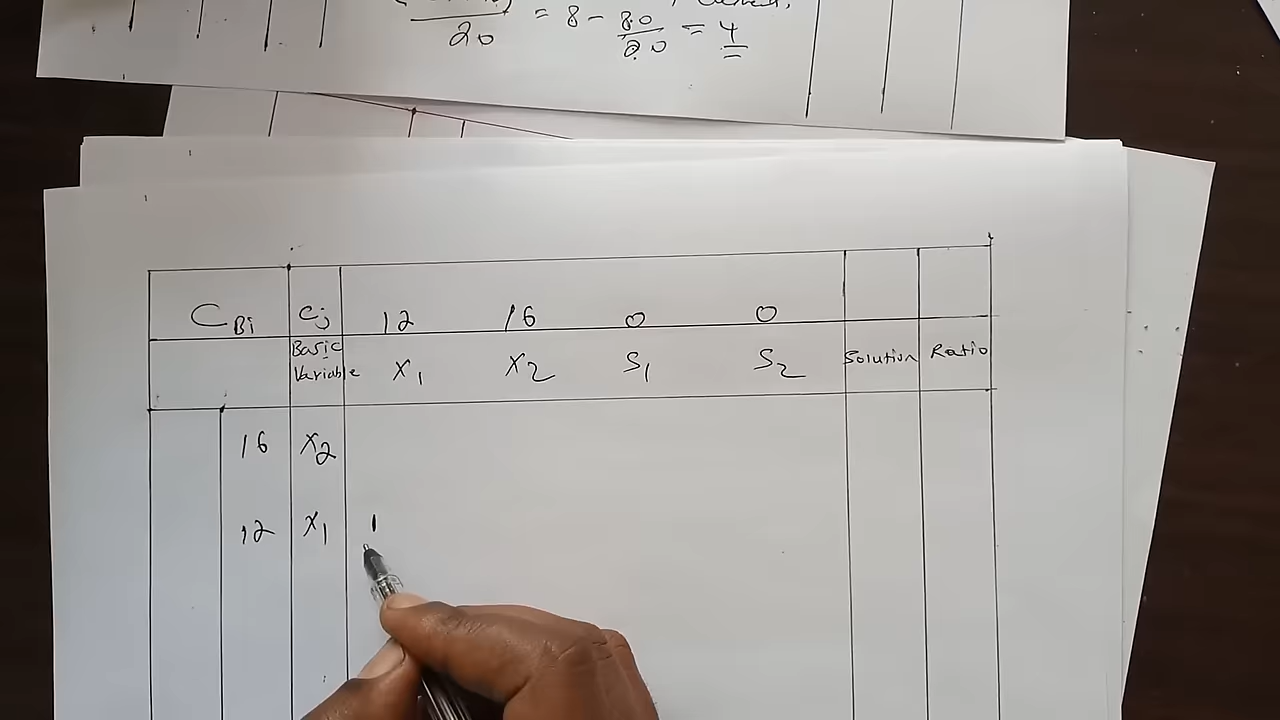 20 = 8 - 80/20 = 4
C Bi Cj 12 16 0 0
Basic Variable X1 X2 S1 S2 Solution Ratio
16 X2
12 X1 1